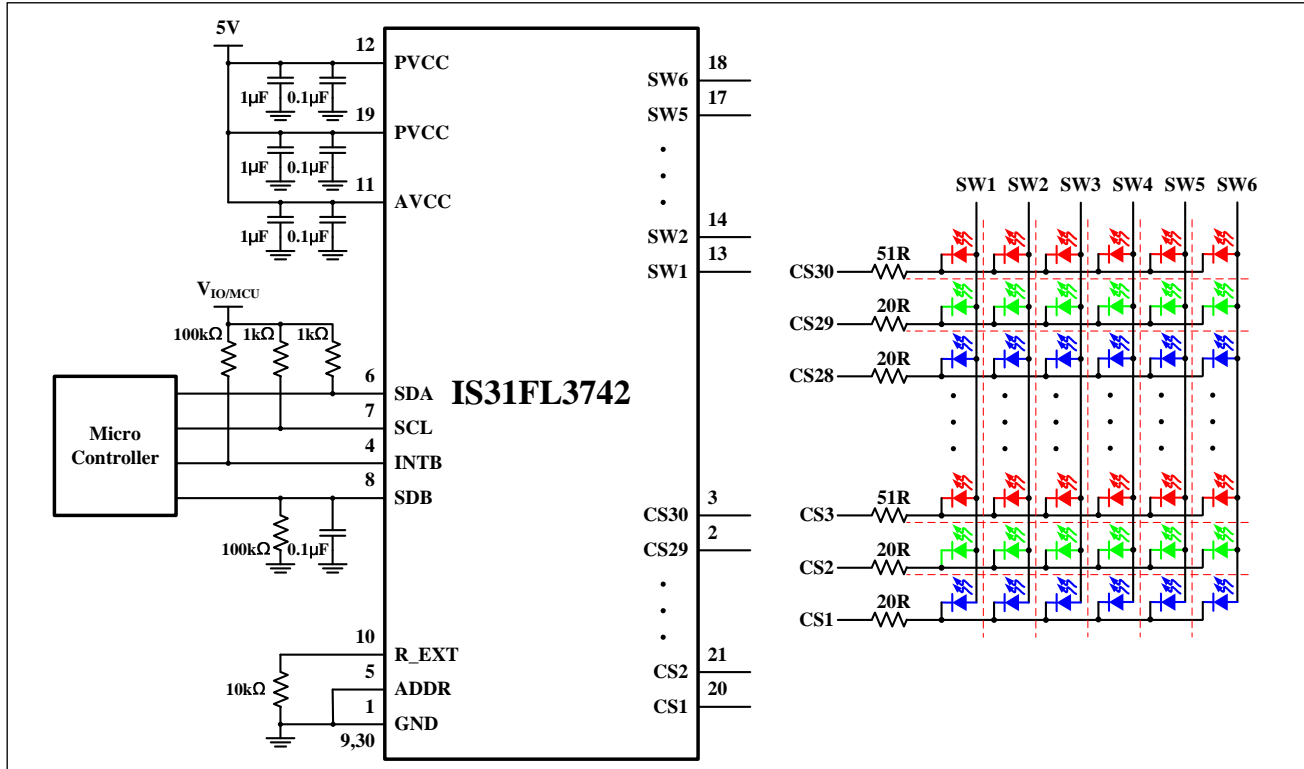 5V
12
PVCC
1µF 0.1µF
19
PVCC
1µF 0.1µF
11
AVCC
1µF 0.1µF
VIO/MCU
100kΩ 1kΩ 1kΩ
Micro
Controller
6
SDA
7
SCL
4
INTB
8
SDB
100kΩ 0.1µF
10
R_EXT
10kΩ
5
ADDR
1
GND
9,30
IS31FL3742
18
SW6
17
SW5
14
SW2
13
SW1
3
CS30
2
CS29
21
CS2
20
CS1
SW1 SW2 SW3 SW4 SW5 SW6
51R
CS30
20R
CS29
20R
CS28
51R
CS3
20R
CS2
20R
CS1